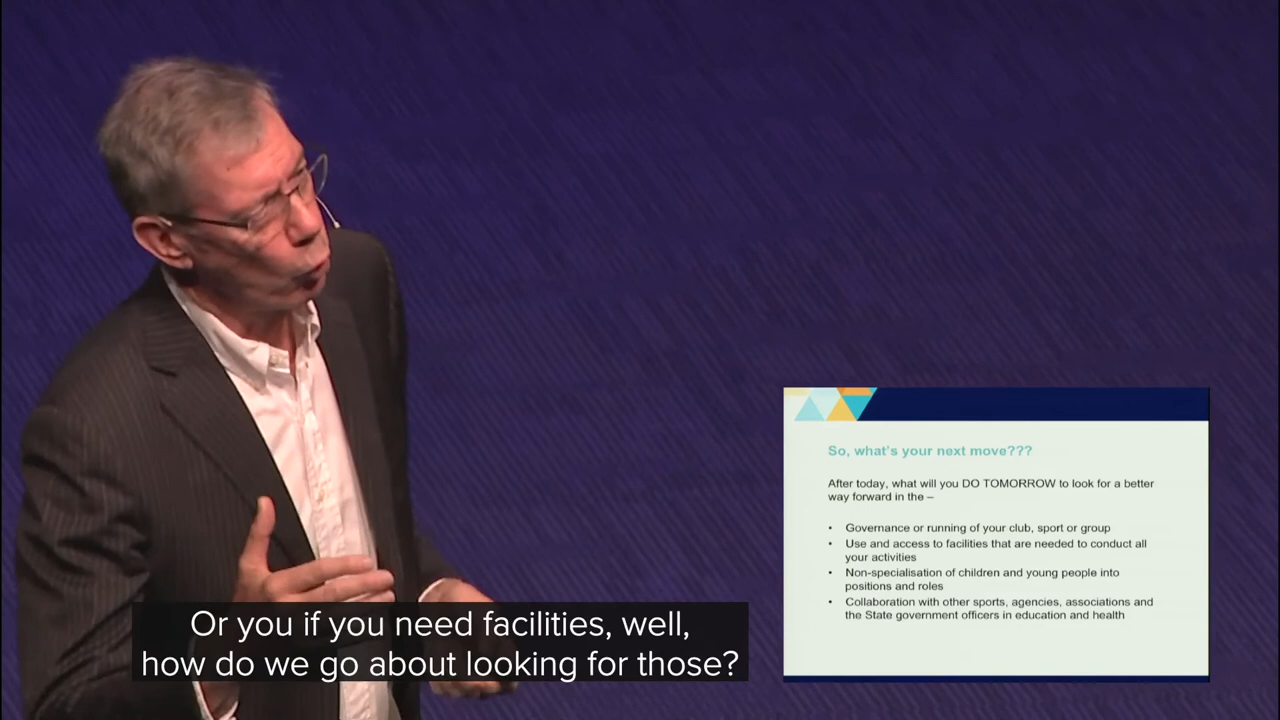 So, what's your next move???
After today, what will you DO TOMORROW to look for a better
way forward in the –
• Governance or running of your club, sport or group
• Use and access to facilities that are needed to conduct all
your activities
• Non-specialisation of children and young people into
positions and roles
• Collaboration with other sports, agencies, associations and
the State government officers in education and health
Or you if you need facilities, well,
how do we go about looking for those?